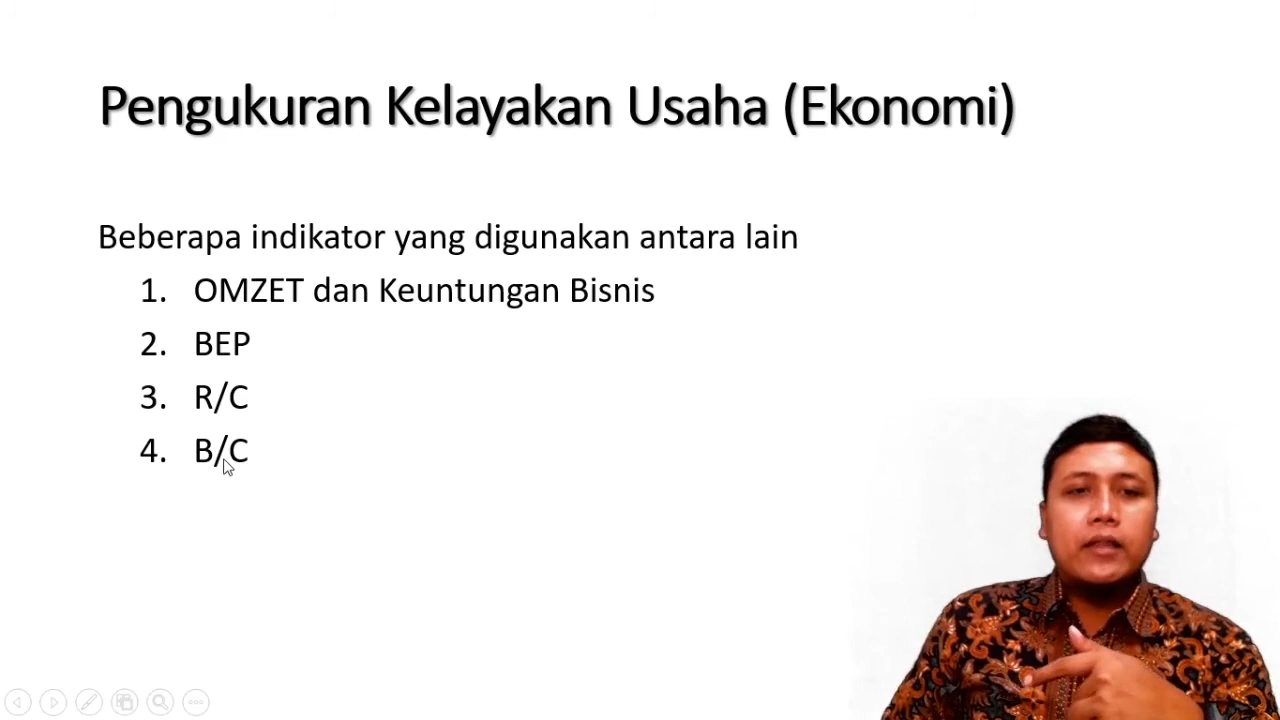 Pengukuran Kelayakan Usaha (Ekonomi)
Beberapa indikator yang digunakan antara lain
1. OMZET dan Keuntungan Bisnis
2. BEP
3. R/C
4. B/C